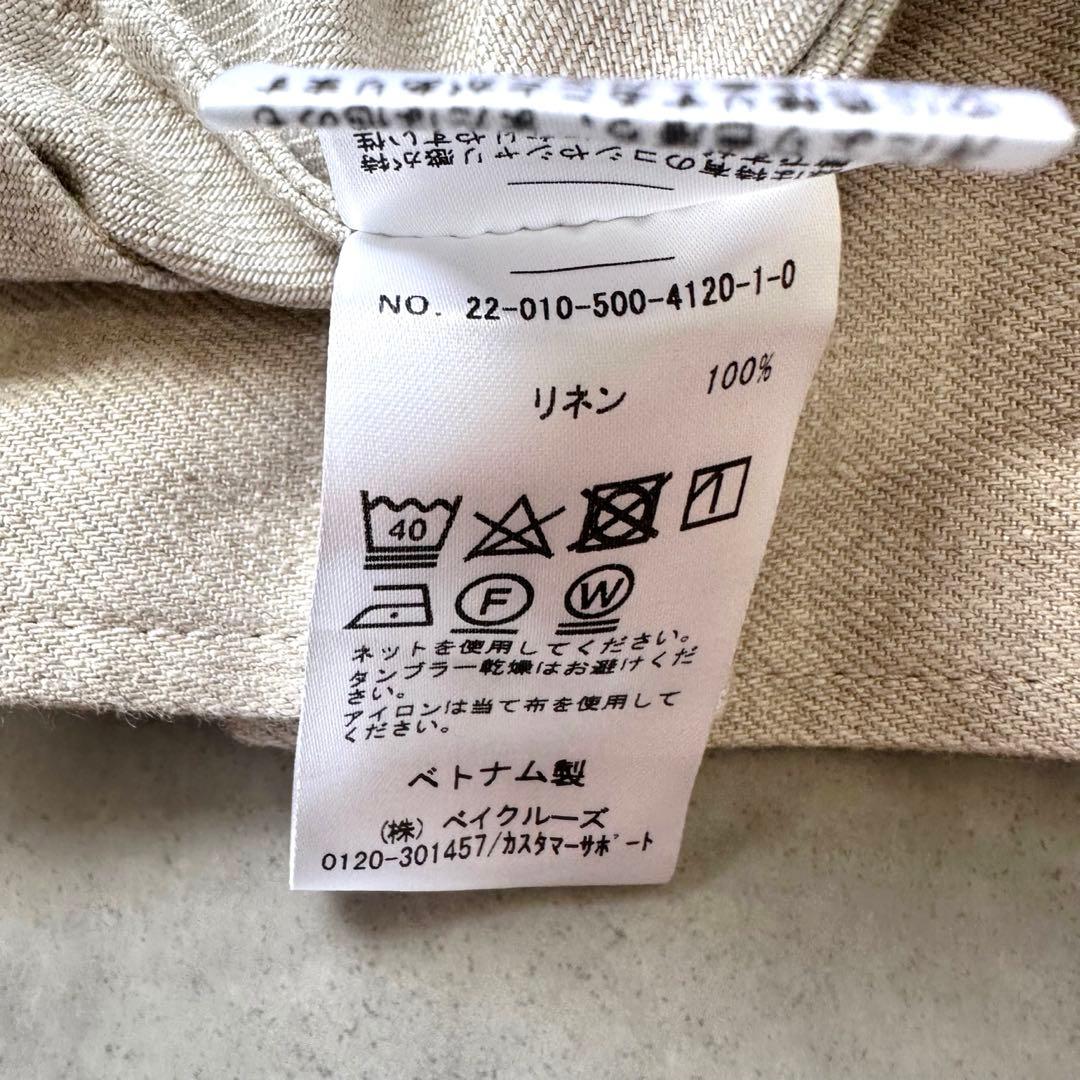 NO. 22-010-500-4120-1-0
リネン 100%
40
F W
ネットを使用してください。
タンブラー乾燥はお避けくだ
さい。
アイロンは当て布を使用して
ください。
ベトナム製
(株) ベイクルーズ
0120-301457/カスタマーサポート